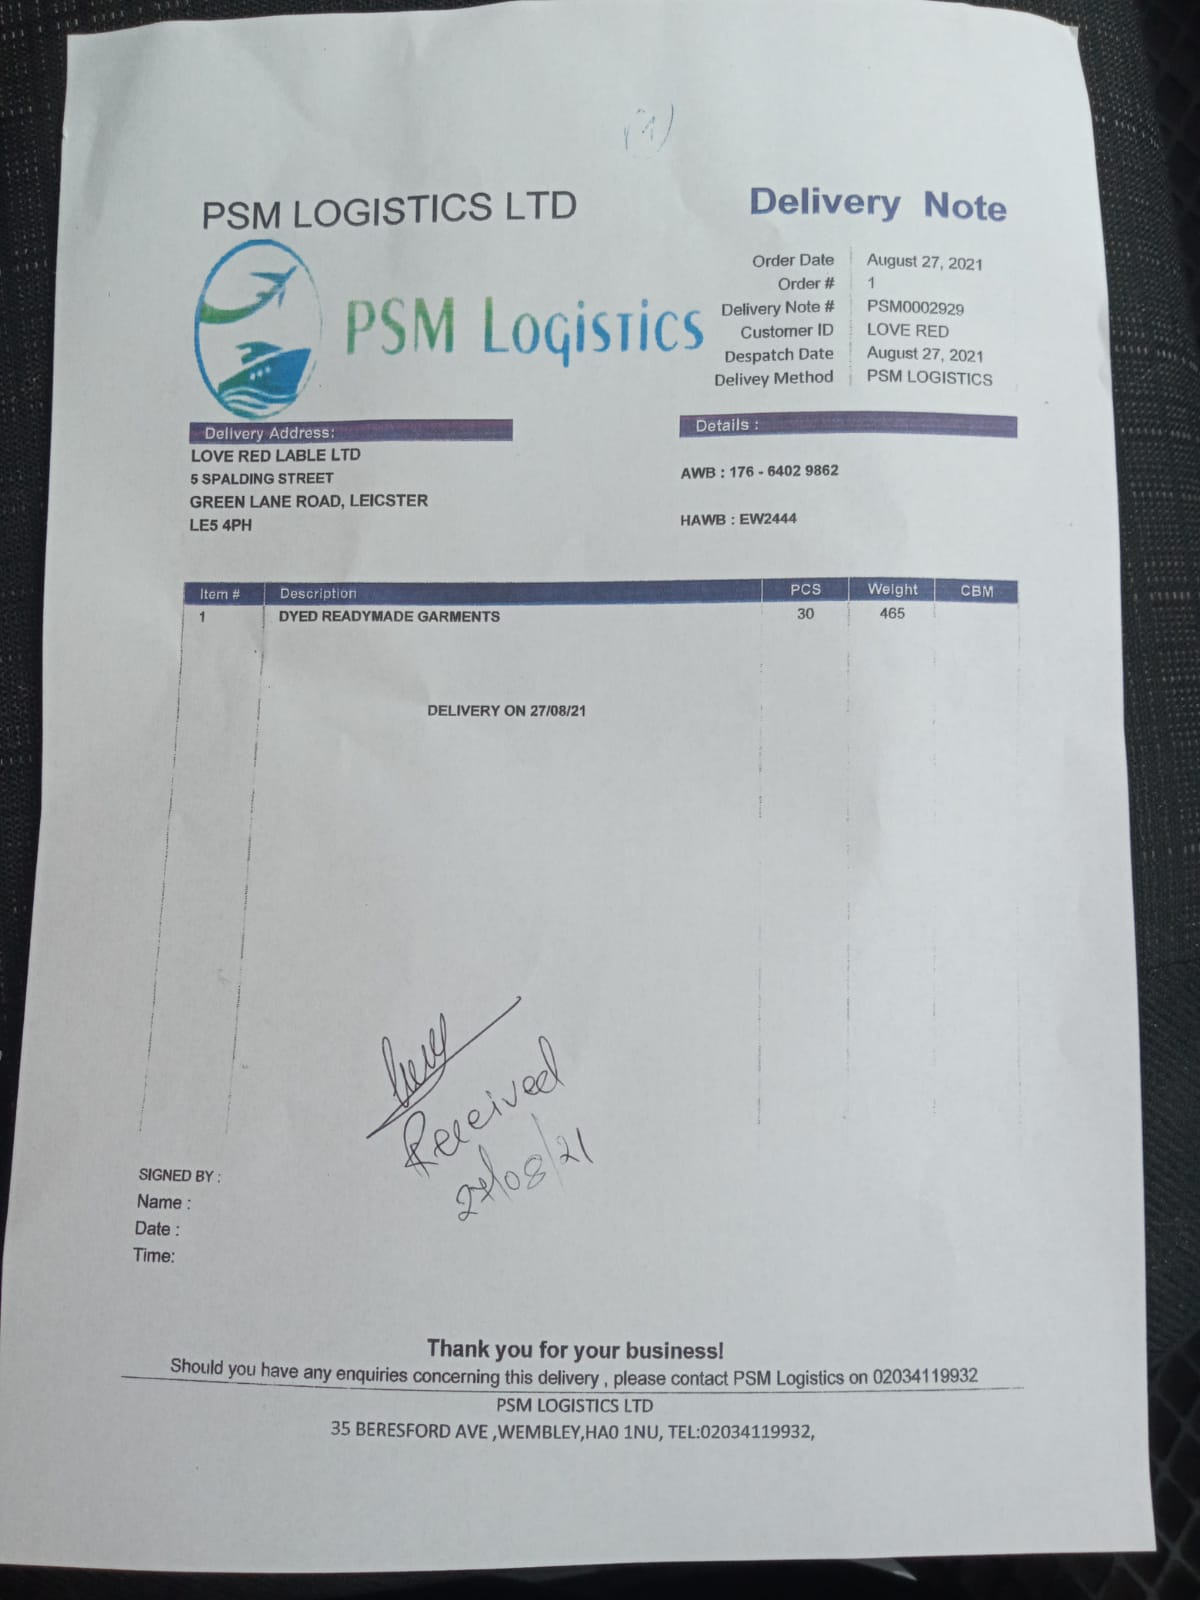 PSM LOGISTICS LTD
Delivery Note
PSM Logistics
Order Date August 27, 2021
Order # 1
Delivery Note # PSM0002929
Customer ID LOVE RED
Despatch Date August 27, 2021
Delivey Method PSM LOGISTICS
Delivery Address:
LOVE RED LABLE LTD
5 SPALDING STREET
GREEN LANE ROAD, LEICSTER
LE5 4PH
Details :
AWB : 176 - 6402 9862
HAWB : EW2444
Item # Description PCS Weight CBM
1 DYED READYMADE GARMENTS 30 465
DELIVERY ON 27/08/21
Received
27/08/21
SIGNED BY :
Name :
Date :
Time:
Thank you for your business!
Should you have any enquiries concerning this delivery , please contact PSM Logistics on 02034119932
PSM LOGISTICS LTD
35 BERESFORD AVE ,WEMBLEY,HA0 1NU, TEL:02034119932,